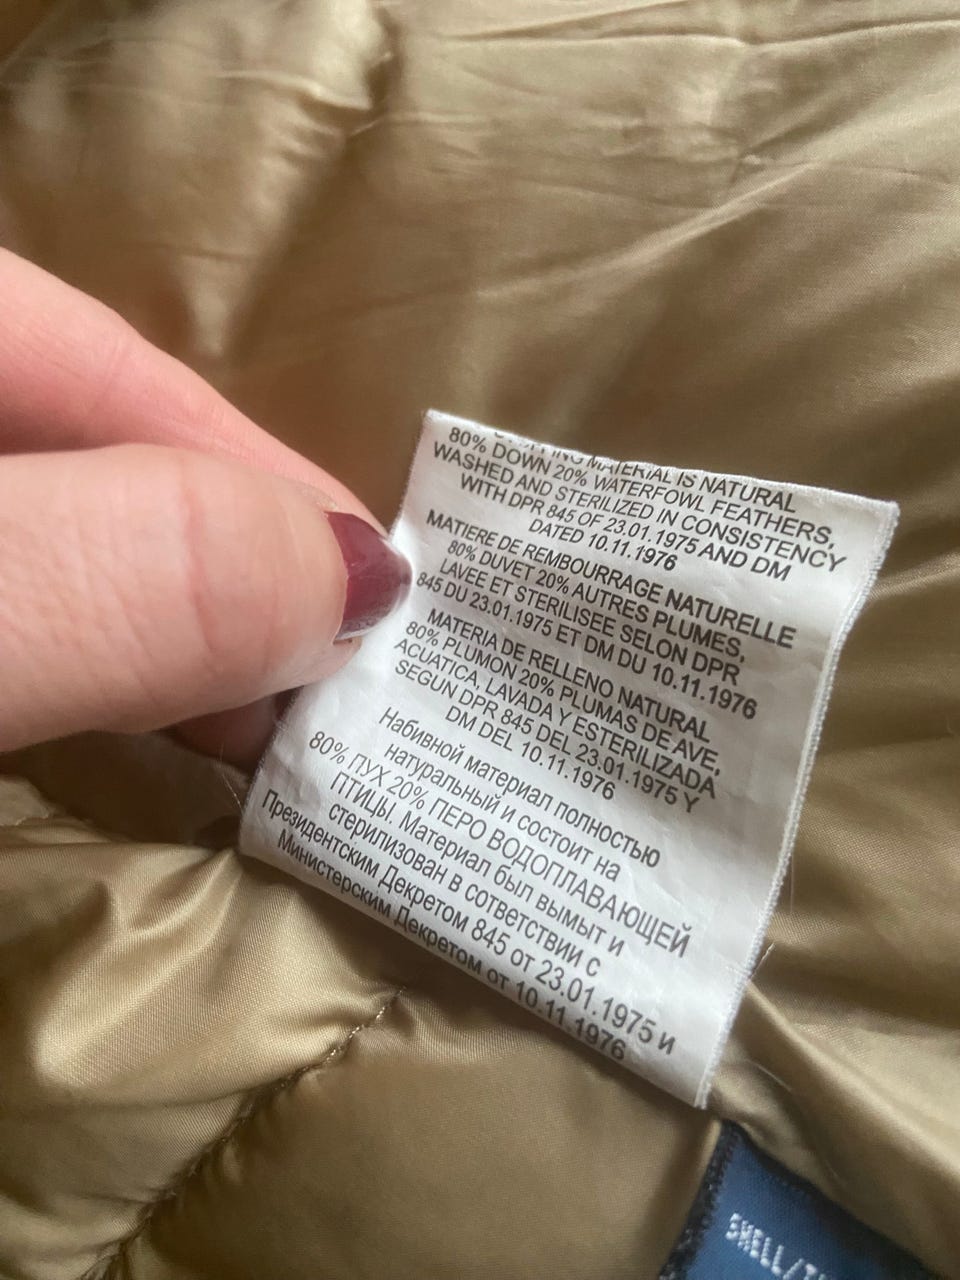 MATERIAL IS NATURAL
80% DOWN 20% WATERFOWL FEATHERS,
WASHED AND STERILIZED IN CONSISTENCY
WITH DPR 845 OF 23.01.1975 AND DM
DATED 10.11.1976
MATIERE DE REMBOURRAGE NATURELLE
80% DUVET 20% AUTRES PLUMES,
LAVEE ET STERILISEE SELON DPR
845 DU 23.01.1975 ET DM DU 10.11.1976
MATERIA DE RELLENO NATURAL
80% PLUMON 20% PLUMAS DE AVE,
ACUATICA, LAVADA Y ESTERILIZADA
SEGUN DPR 845 DEL 23.01.1975 Y
DM DEL 10.11.1976
Набивной материал полностью
натуральный и состоит на
80% ПУХ 20% ПЕРО ВОДОПЛАВАЮЩЕЙ
ПТИЦЫ. Материал был вымыт и
стерилизован в сответствии с
Президентским Декретом 845 от 23.01.1975 и
Министерским Декретом от 10.11.1976
SHELL/